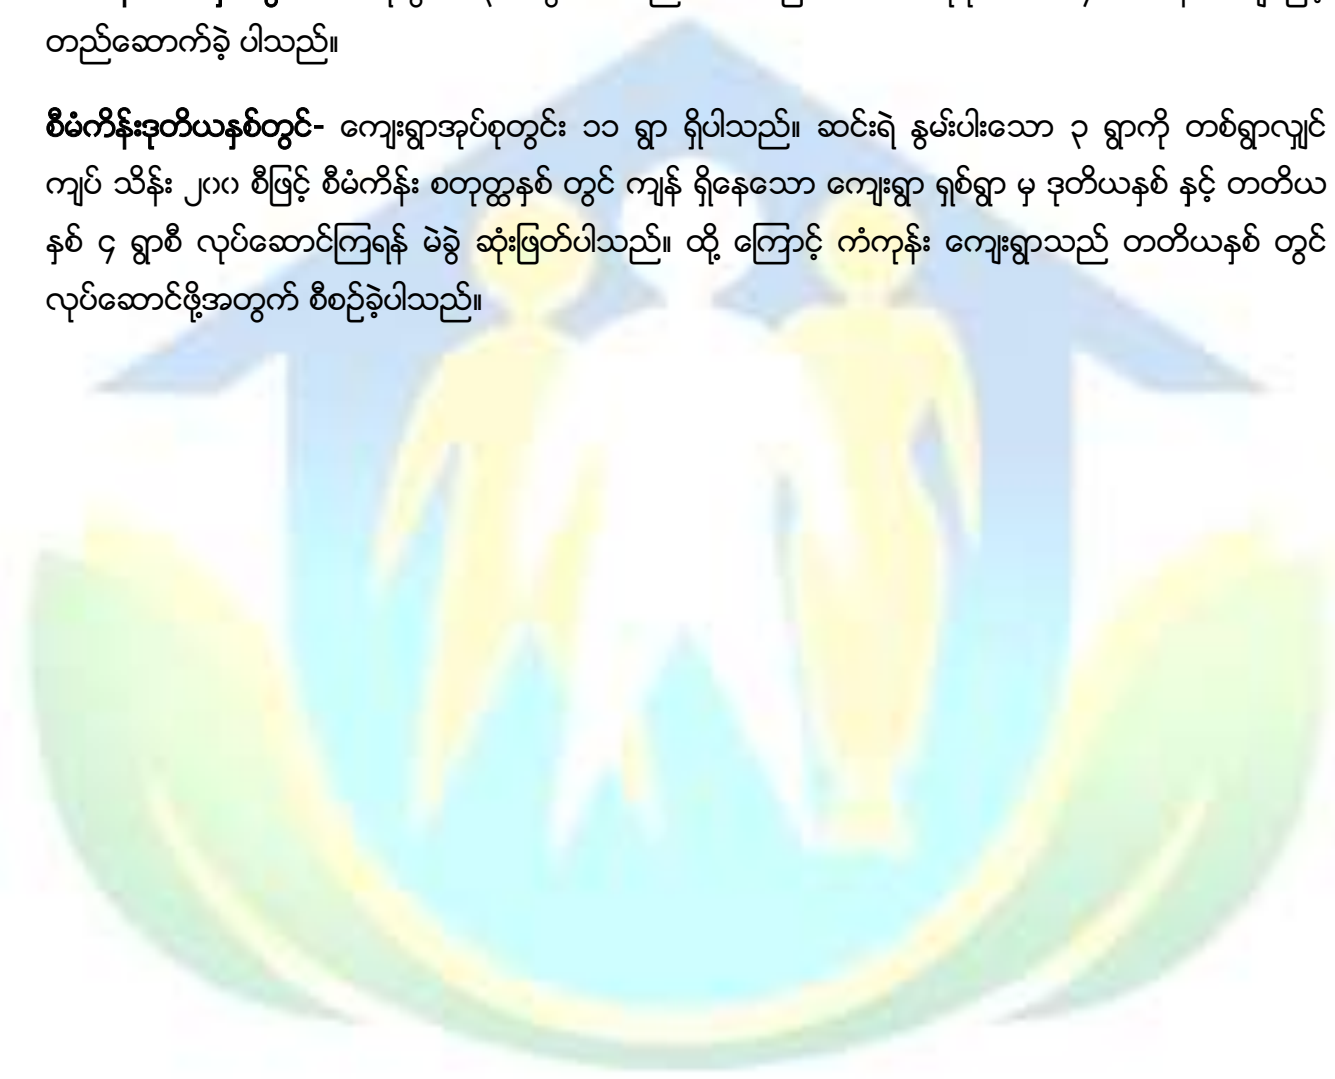 တည်ဆောက်ခဲ့ ပါသည်။
စီမံကိန်းဒုတိယနှစ်တွင်- ကျေးရွာအုပ်စုတွင်း ၁၁ ရွာ ရှိပါသည်။ ဆင်းရဲ နွမ်းပါးသော ၃ ရွာကို တစ်ရွာလျှင်
ကျပ် သိန်း ၂၀၀ စီဖြင့် စီမံကိန်း စတုတ္ထနှစ် တွင် ကျန် ရှိနေသော ကျေးရွာ ရှစ်ရွာ မှ ဒုတိယနှစ် နှင့် တတိယ
နှစ် ၄ ရွာစီ လုပ်ဆောင်ကြရန် မဲခွဲ ဆုံးဖြတ်ပါသည်။ ထို့ ကြောင့် ကံကုန်း ကျေးရွာသည် တတိယနှစ် တွင်
လုပ်ဆောင်ဖို့အတွက် စီစဉ်ခဲ့ပါသည်။